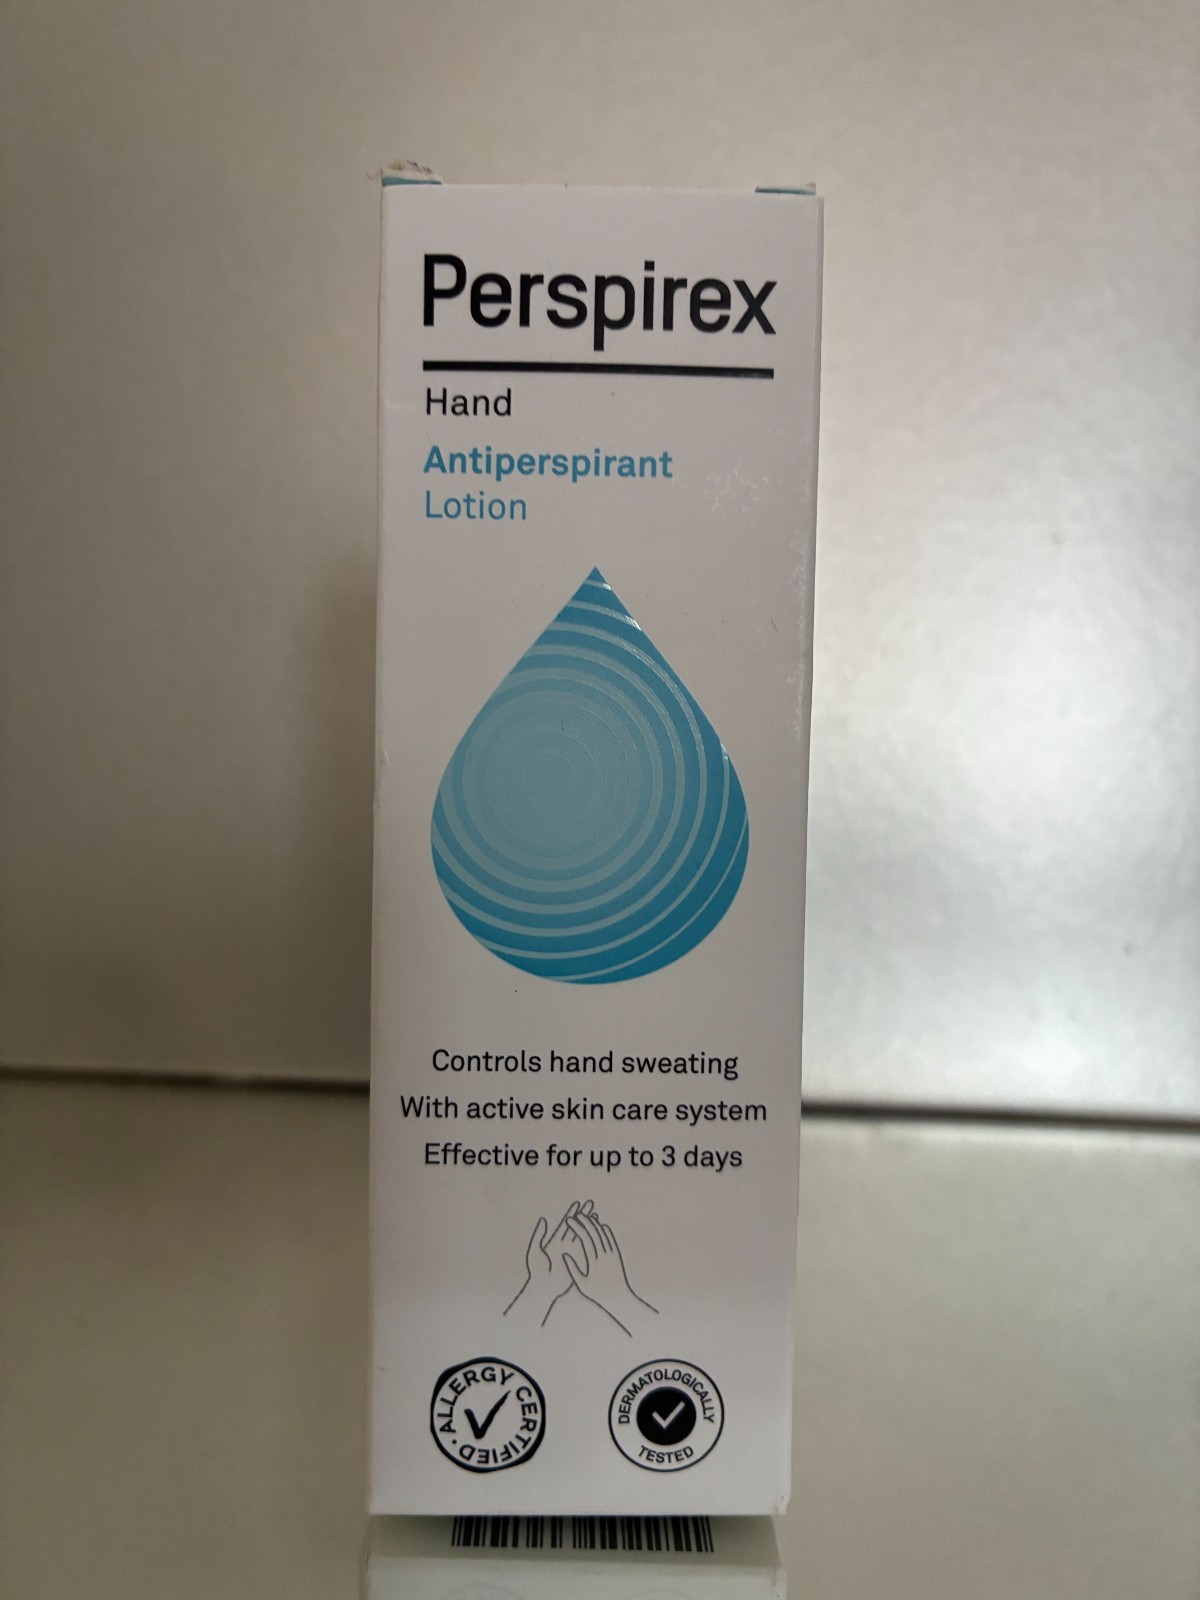 Perspirex
Hand
Antiperspirant
Lotion
Controls hand sweating
With active skin care system
Effective for up to 3 days
ALLERGY CERTIFIED
DERMATOLOGICALLY
TESTED